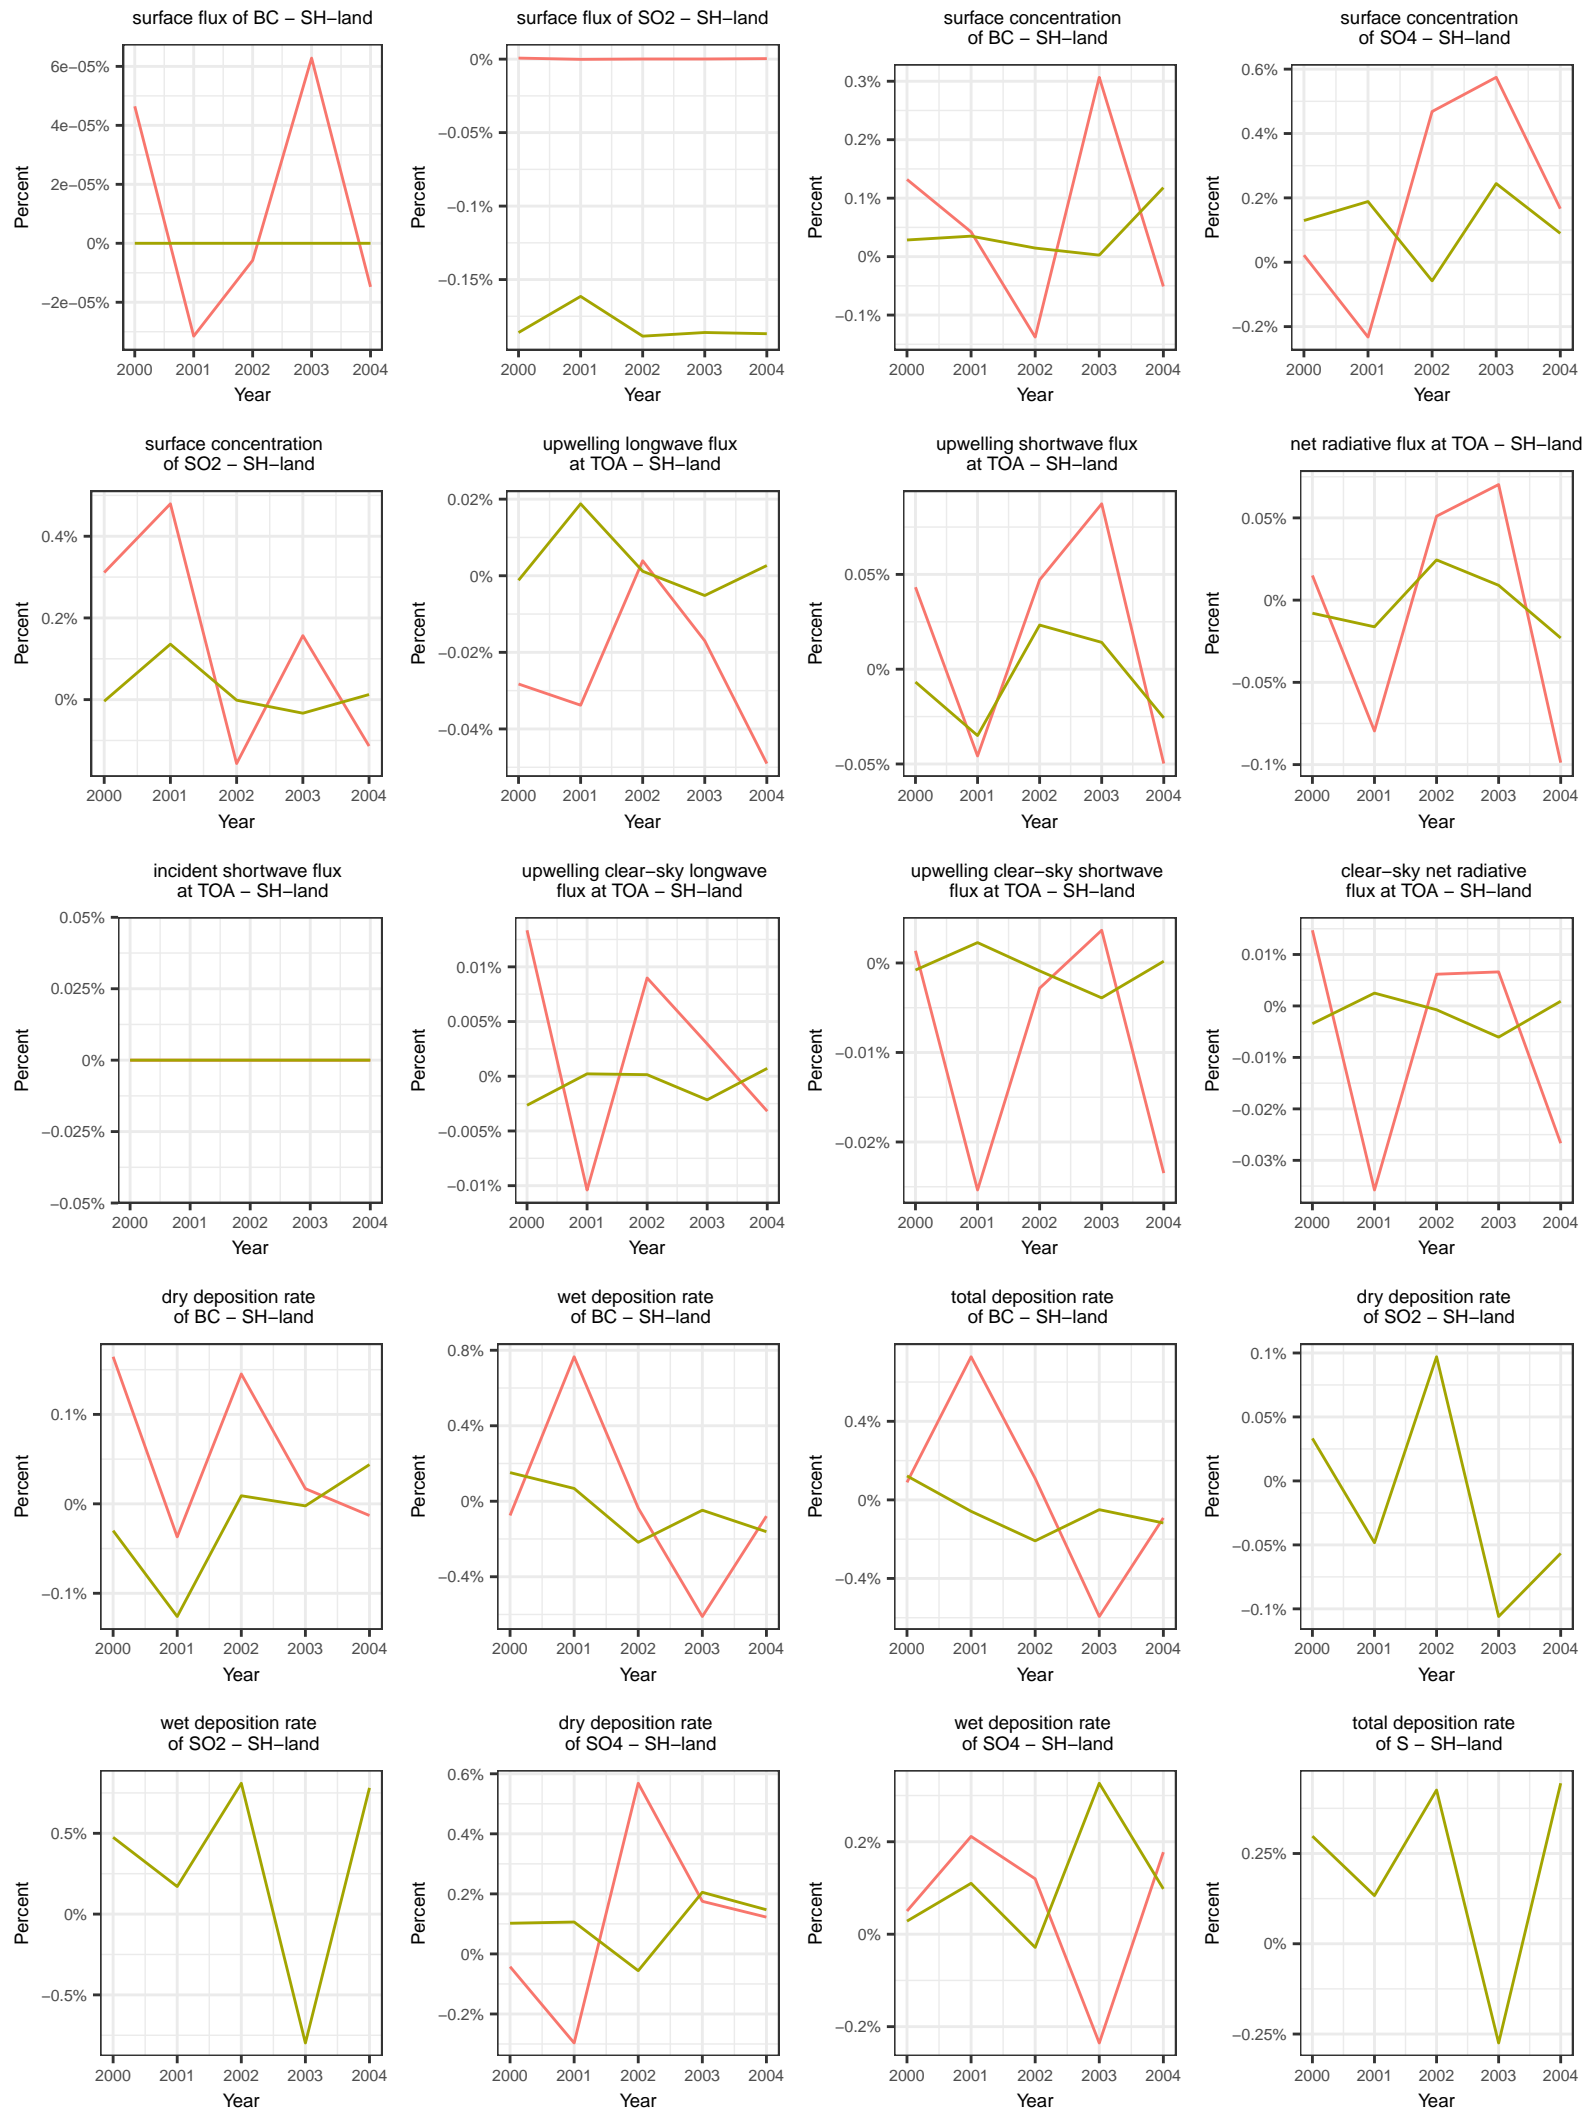 surface flux of BC − SH−land
Percent
6e−05%
4e−05%
2e−05%
0%
−2e−05%
2000 2001 2002 2003 2004
Year
surface flux of SO2 − SH−land
Percent
0%
−0.05%
−0.1%
−0.15%
2000 2001 2002 2003 2004
Year
surface concentration
of BC − SH−land
Percent
0.3%
0.2%
0.1%
0%
−0.1%
2000 2001 2002 2003 2004
Year
surface concentration
of SO4 − SH−land
Percent
0.6%
0.4%
0.2%
0%
−0.2%
2000 2001 2002 2003 2004
Year
surface concentration
of SO2 − SH−land
Percent
0.4%
0.2%
0%
2000 2001 2002 2003 2004
Year
upwelling longwave flux
at TOA − SH−land
Percent
0.02%
0%
−0.02%
−0.04%
2000 2001 2002 2003 2004
Year
upwelling shortwave flux
at TOA − SH−land
Percent
0.05%
0%
−0.05%
2000 2001 2002 2003 2004
Year
net radiative flux at TOA − SH−land
Percent
0.05%
0%
−0.05%
−0.1%
2000 2001 2002 2003 2004
Year
incident shortwave flux
at TOA − SH−land
Percent
0.05%
0.025%
0%
−0.025%
−0.05%
2000 2001 2002 2003 2004
Year
upwelling clear−sky longwave
flux at TOA − SH−land
Percent
0.01%
0.005%
0%
−0.005%
−0.01%
2000 2001 2002 2003 2004
Year
upwelling clear−sky shortwave
flux at TOA − SH−land
Percent
0%
−0.01%
−0.02%
2000 2001 2002 2003 2004
Year
clear−sky net radiative
flux at TOA − SH−land
Percent
0.01%
0%
−0.01%
−0.02%
−0.03%
2000 2001 2002 2003 2004
Year
dry deposition rate
of BC − SH−land
Percent
0.1%
0%
−0.1%
2000 2001 2002 2003 2004
Year
wet deposition rate
of BC − SH−land
Percent
0.8%
0.4%
0%
−0.4%
2000 2001 2002 2003 2004
Year
total deposition rate
of BC − SH−land
Percent
0.4%
0%
−0.4%
2000 2001 2002 2003 2004
Year
dry deposition rate
of SO2 − SH−land
Percent
0.1%
0.05%
0%
−0.05%
−0.1%
2000 2001 2002 2003 2004
Year
wet deposition rate
of SO2 − SH−land
Percent
0.5%
0%
−0.5%
2000 2001 2002 2003 2004
Year
dry deposition rate
of SO4 − SH−land
Percent
0.6%
0.4%
0.2%
0%
−0.2%
2000 2001 2002 2003 2004
Year
wet deposition rate
of SO4 − SH−land
Percent
0.2%
0%
−0.2%
2000 2001 2002 2003 2004
Year
total deposition rate
of S − SH−land
Percent
0.25%
0%
−0.25%
2000 2001 2002 2003 2004
Year